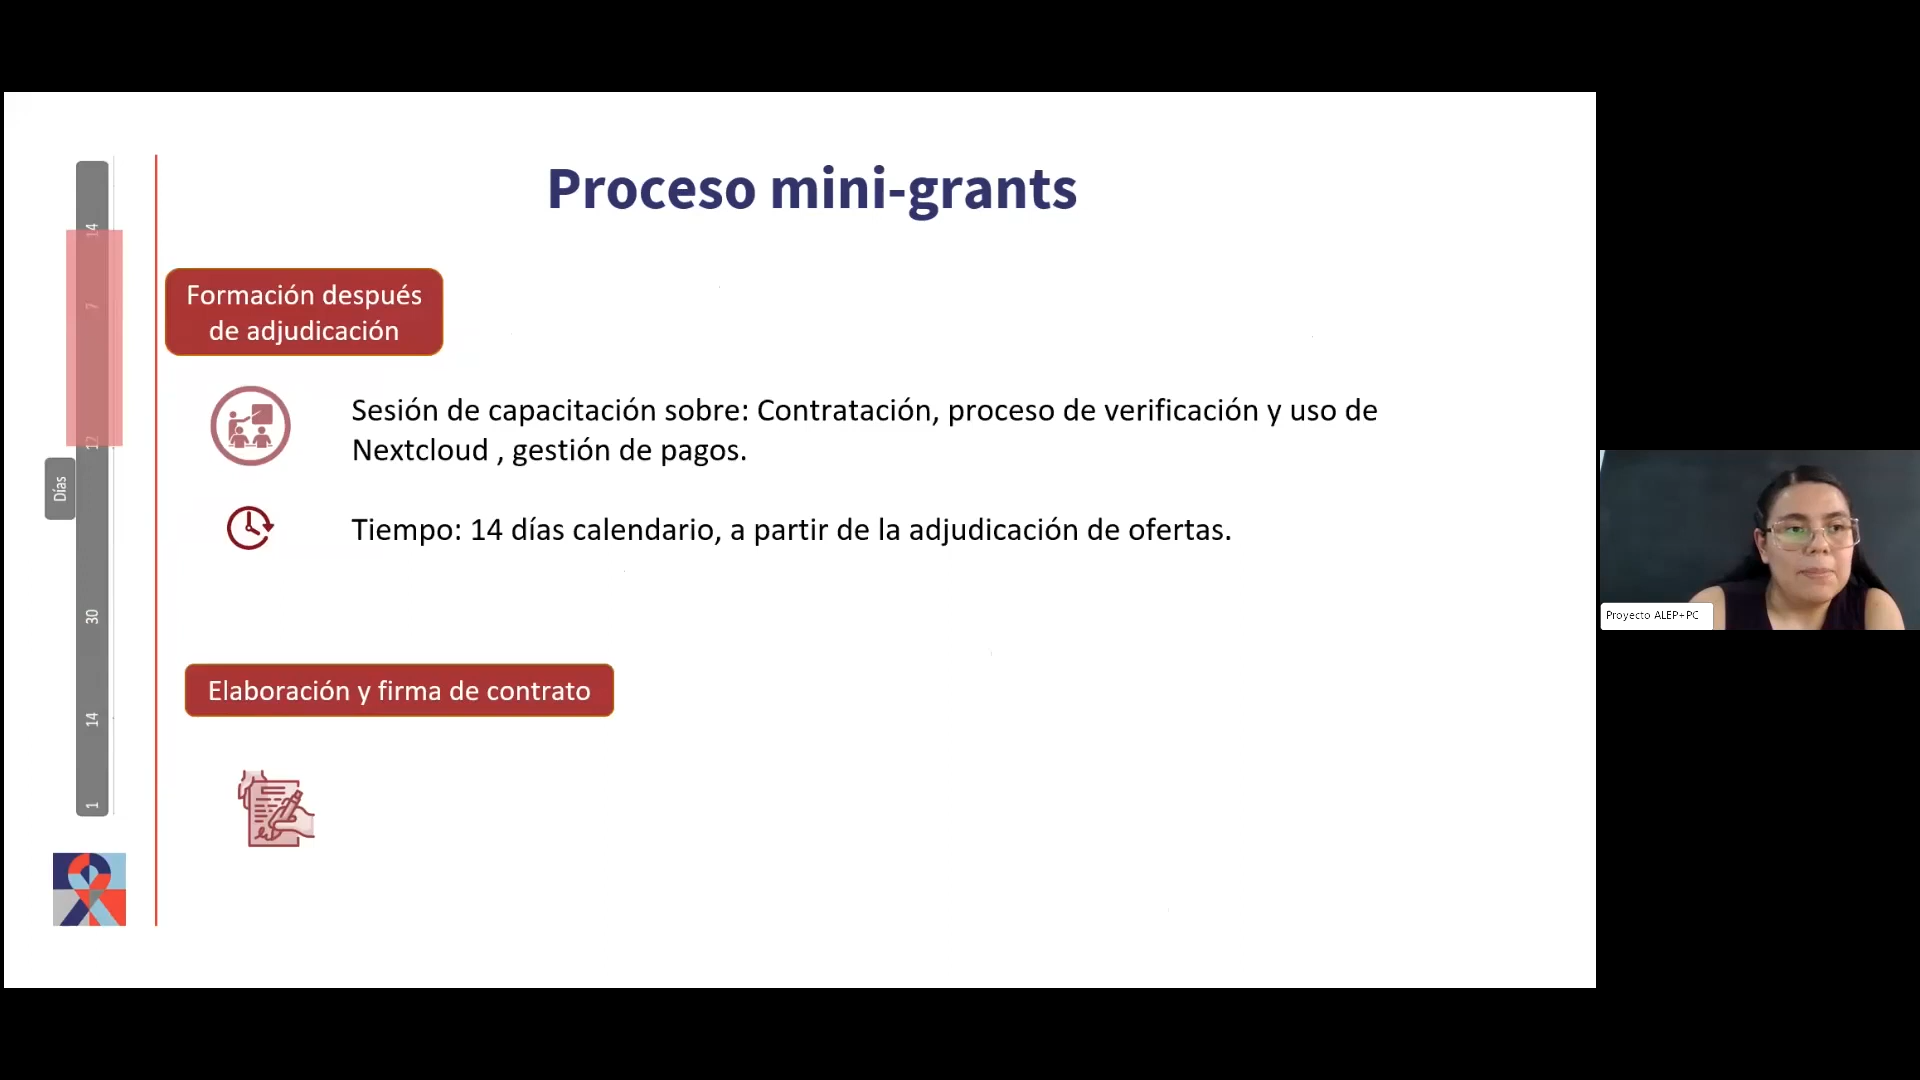 Proceso mini-grants
Formación después
de adjudicación
Sesión de capacitación sobre: Contratación, proceso de verificación y uso de
Nextcloud , gestión de pagos.
Tiempo: 14 días calendario, a partir de la adjudicación de ofertas.
Elaboración y firma de contrato
Días
14
7
12
30
14
1
Proyecto ALEP+PC